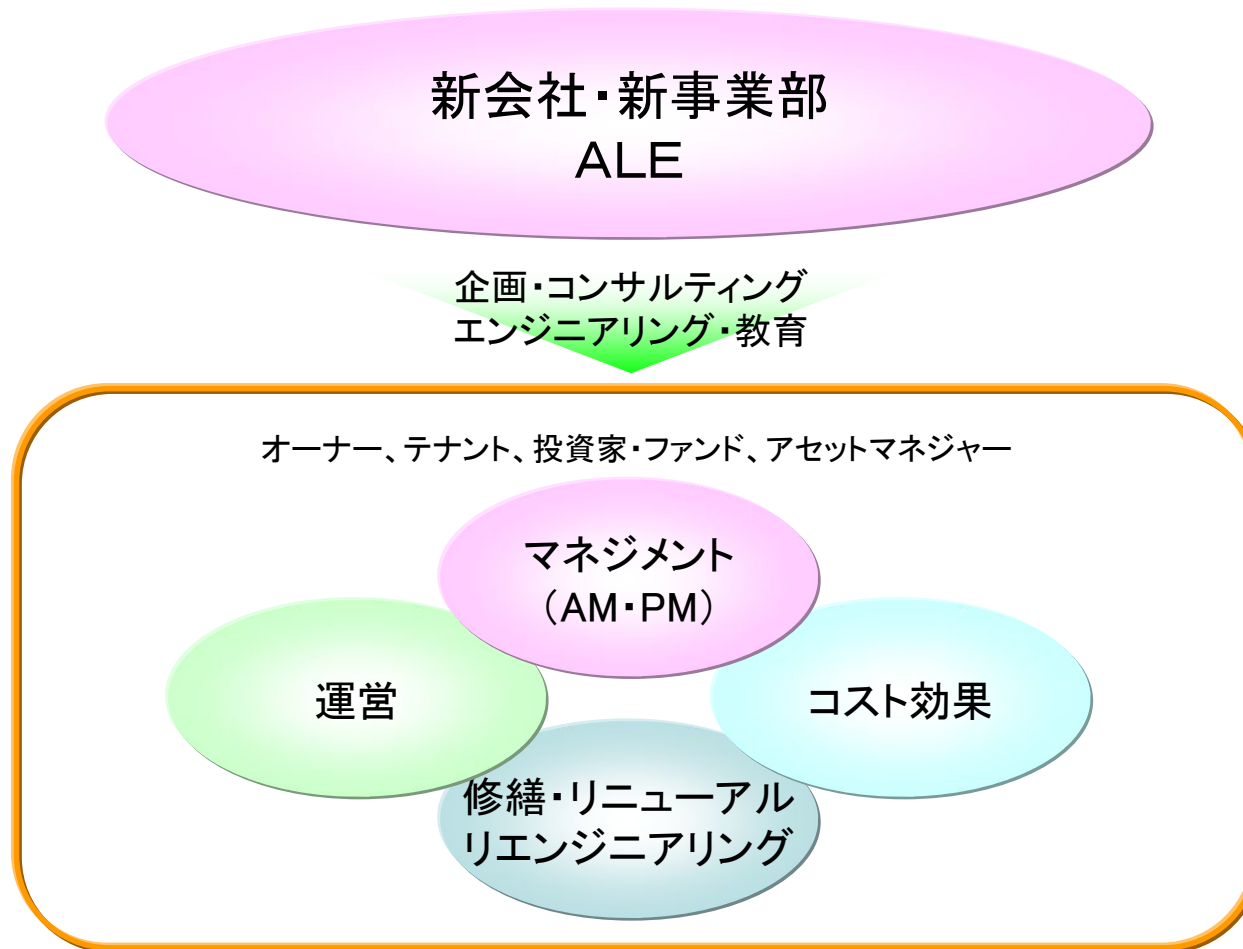 新会社・新事業部
ALE
企画・コンサルティング
エンジニアリング・教育
オーナー、テナント、投資家・ファンド、アセットマネジャー
マネジメント
（AM・PM）
運営
コスト効果
修繕・リニューアル
リエンジニアリング